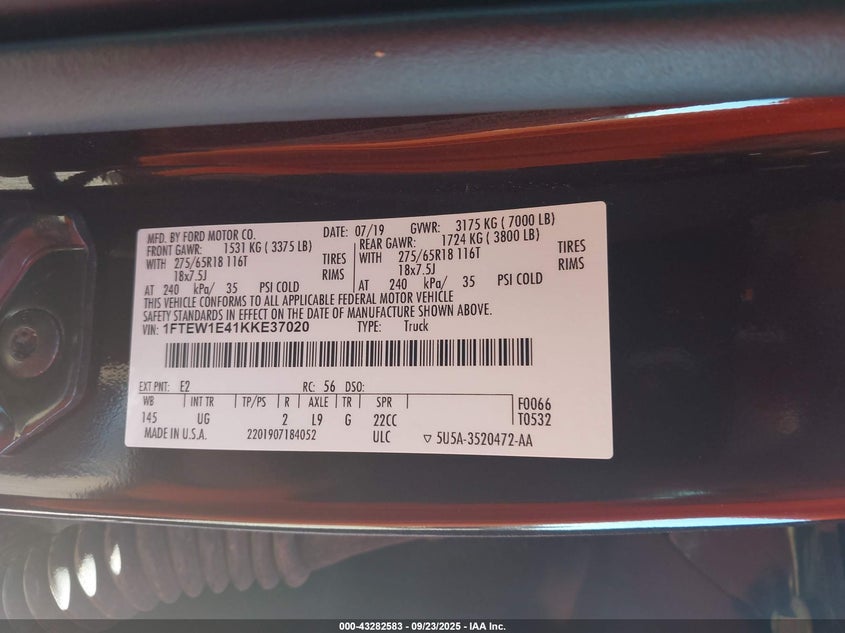 MFD. BY FORD MOTOR CO.
DATE: 07/19 GVWR: 3175 KG ( 7000 LB)
FRONT GAWR: 1531 KG ( 3375 LB) REAR GAWR: 1724 KG ( 3800 LB)
WITH 275/65R18 116T TIRES WITH 275/65R18 116T TIRES
18x7.5J RIMS 18x7.5J RIMS
AT 240 kPa/ 35 PSI COLD AT 240 kPa/ 35 PSI COLD
THIS VEHICLE CONFORMS TO ALL APPLICABLE FEDERAL MOTOR VEHICLE
SAFETY STANDARDS IN EFFECT ON THE DATE OF MANUFACTURE SHOWN ABOVE.
VIN: 1FTEW1E41KKE37020 TYPE: Truck
EXT PNT: E2 RC: 56 DSO:
WB INT TR TP/PS R AXLE TR SPR F0066
145 UG 2 L9 G 22CC T0532
MADE IN U.S.A. 2201907184052 ULC ▽ 5U5A-3520472-AA
000-43282583 - 09/23/2025 - IAA Inc.